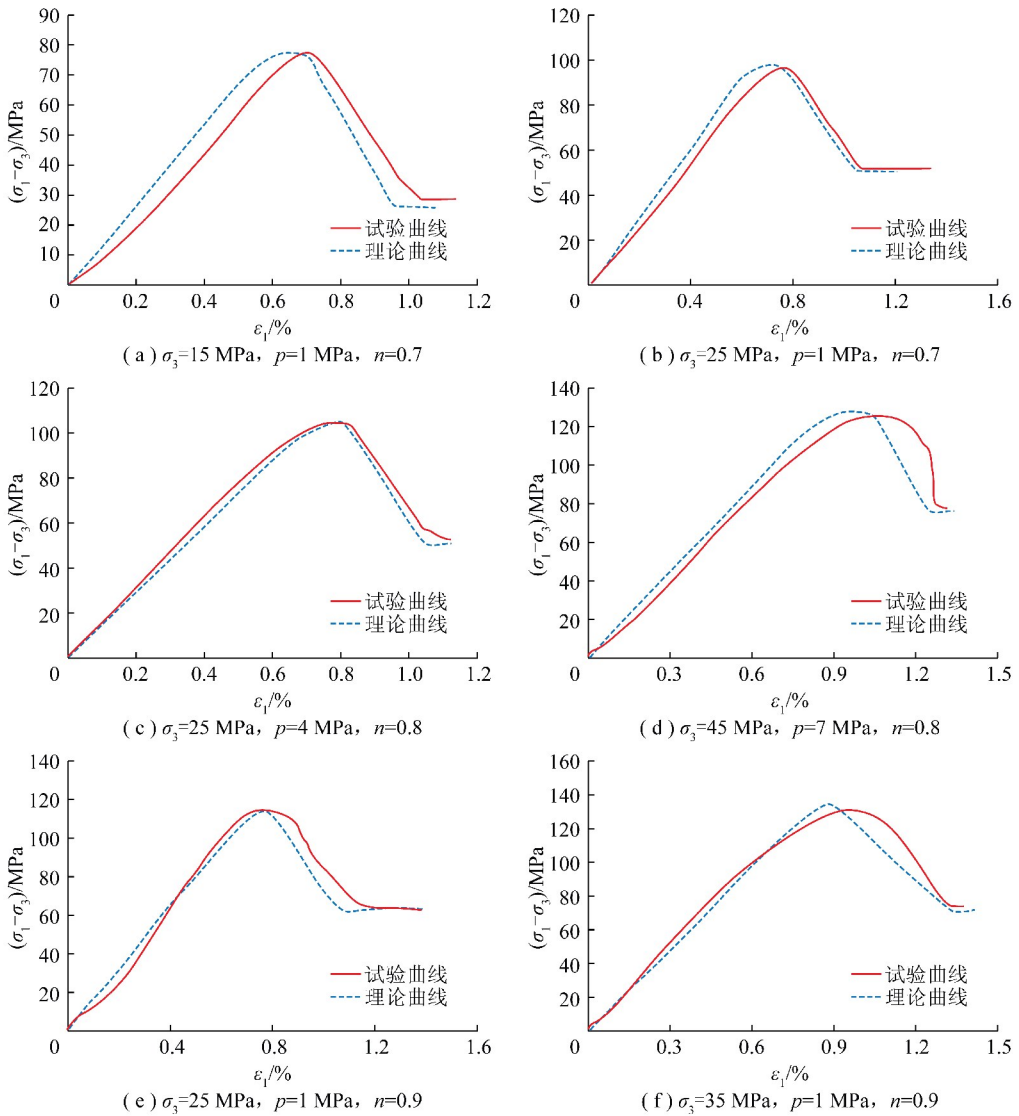 (σ₁−σ₃)/MPa
90
80
70
60
50
40
30
20
10
0
0.2
0.4
0.6
0.8
1.0
1.2
试验曲线
理论曲线
ε₁/%
( a ) σ₃=15 MPa，p=1 MPa，n=0.7
(σ₁−σ₃)/MPa
120
100
80
60
40
20
0
0.4
0.8
1.2
1.6
试验曲线
理论曲线
ε₁/%
( b ) σ₃=25 MPa，p=1 MPa，n=0.7
(σ₁−σ₃)/MPa
120
100
80
60
40
20
0
0.2
0.4
0.6
0.8
1.0
1.2
试验曲线
理论曲线
ε₁/%
( c ) σ₃=25 MPa，p=4 MPa，n=0.8
(σ₁−σ₃)/MPa
140
120
100
80
60
40
20
0
0.3
0.6
0.9
1.2
1.5
试验曲线
理论曲线
ε₁/%
( d ) σ₃=45 MPa，p=7 MPa，n=0.8
(σ₁−σ₃)/MPa
140
120
100
80
60
40
20
0
0.4
0.8
1.2
1.6
试验曲线
理论曲线
ε₁/%
( e ) σ₃=25 MPa，p=1 MPa，n=0.9
(σ₁−σ₃)/MPa
160
140
120
100
80
60
40
20
0
0.3
0.6
0.9
1.2
1.5
试验曲线
理论曲线
ε₁/%
( f ) σ₃=35 MPa，p=1 MPa，n=0.9